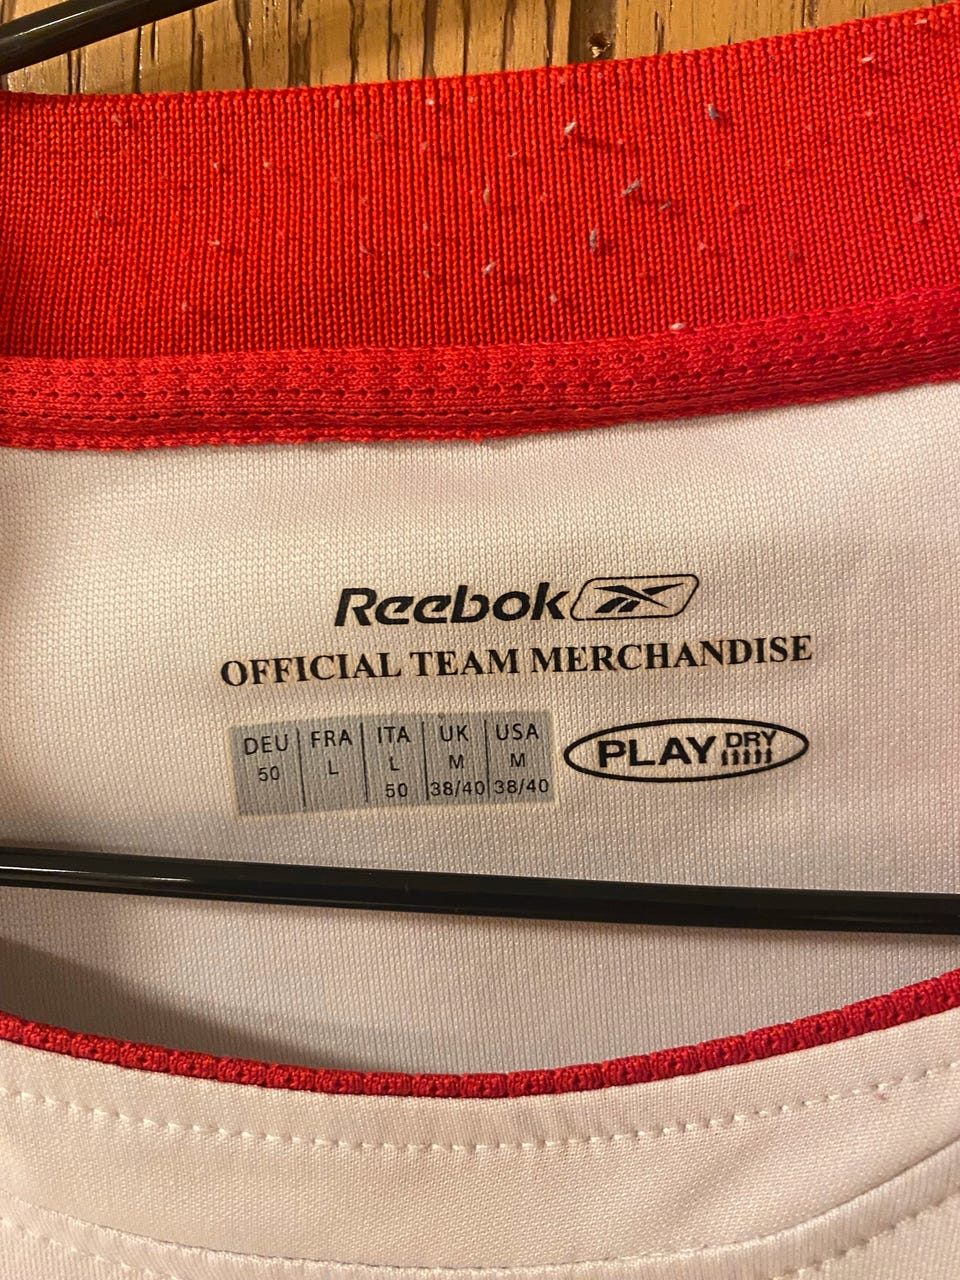 Reebok
OFFICIAL TEAM MERCHANDISE
DEU FRA ITA UK USA
50 L L M M
50 38/40 38/40
PLAY DRY